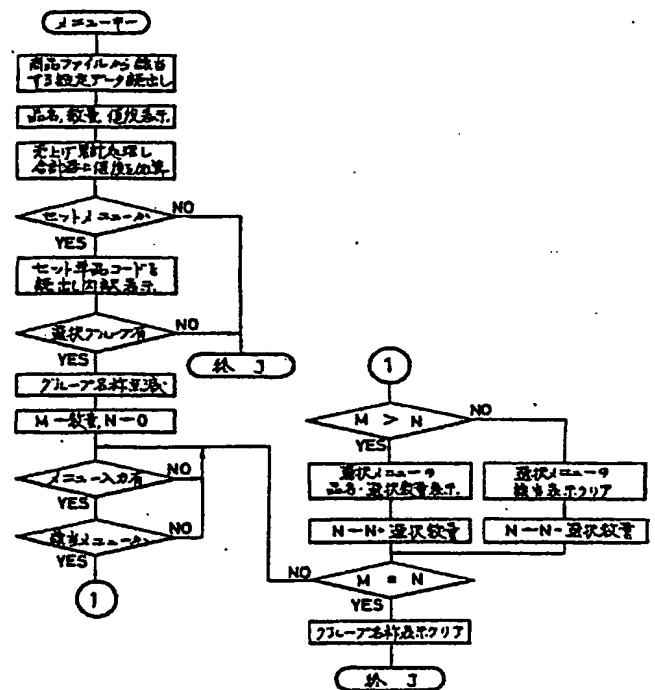 メニューキー
商品ファイルから該当
する設定データ読出し
品名,数量,値段表示
売上げ累計処理し
合計器に値段を加算
セットメニューか
NO
YES
セット単品コードを
読出し内訳表示
選択グループ有
NO
YES
終了
グループ名称
M←数量,N←0
メニュー入力有
NO
YES
該当メニューか
NO
YES
1
1
M > N
NO
YES
選択メニューの
品名・選択数量表示
N←N+選択数量
選択メニューの
該当表示クリア
N←N-選択数量
M = N
NO
YES
グループ名称表示クリア
終了